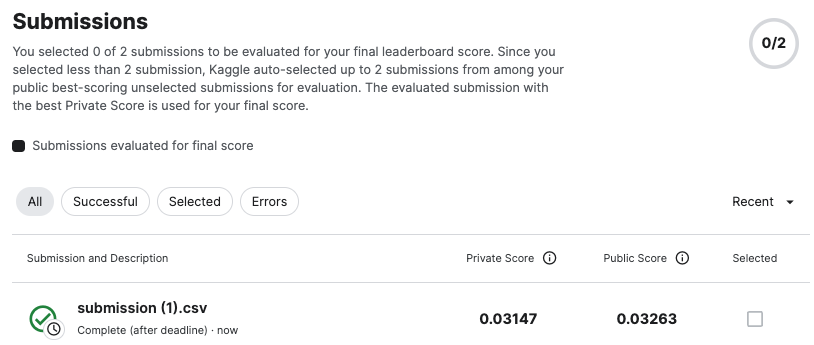 Submissions
You selected 0 of 2 submissions to be evaluated for your final leaderboard score. Since you
selected less than 2 submission, Kaggle auto-selected up to 2 submissions from among your
public best-scoring unselected submissions for evaluation. The evaluated submission with
the best Private Score is used for your final score.
0/2
Submissions evaluated for final score
All Successful Selected Errors Recent
Submission and Description Private Score Public Score Selected
submission (1).csv
Complete (after deadline) · now
0.03147 0.03263